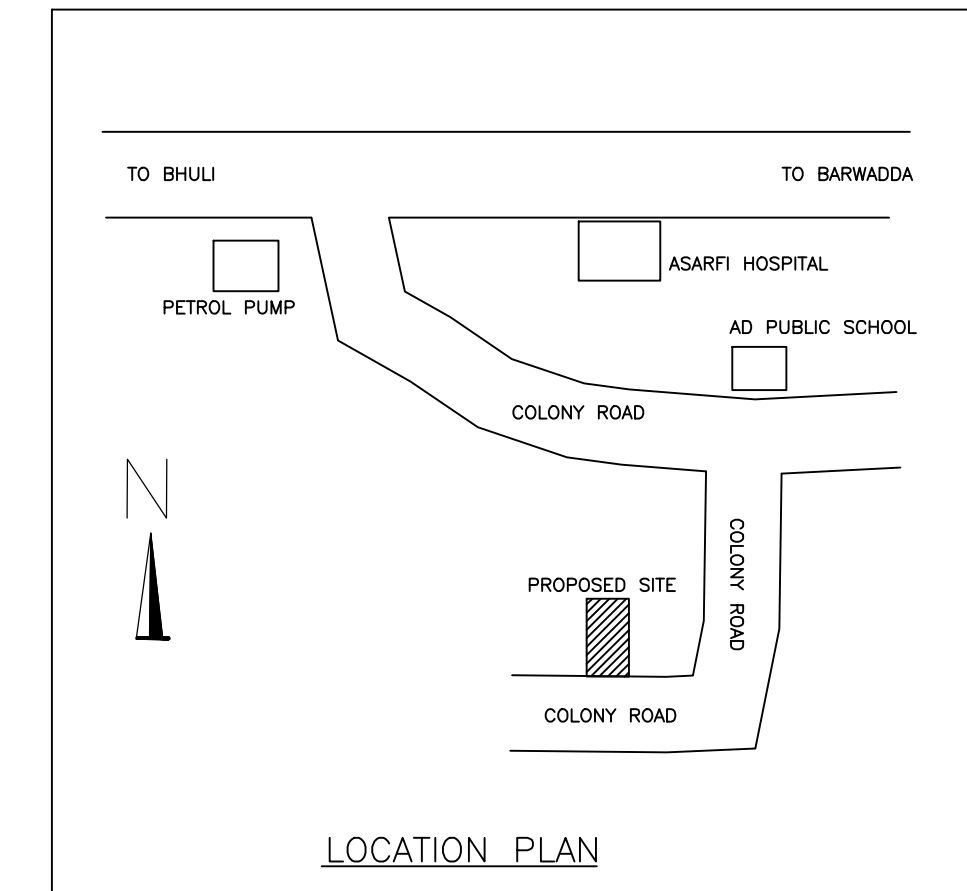 TO BHULI
TO BARWADDA
ASARFI HOSPITAL
PETROL PUMP
AD PUBLIC SCHOOL
COLONY ROAD
N
COLONY ROAD
PROPOSED SITE
COLONY ROAD
LOCATION PLAN